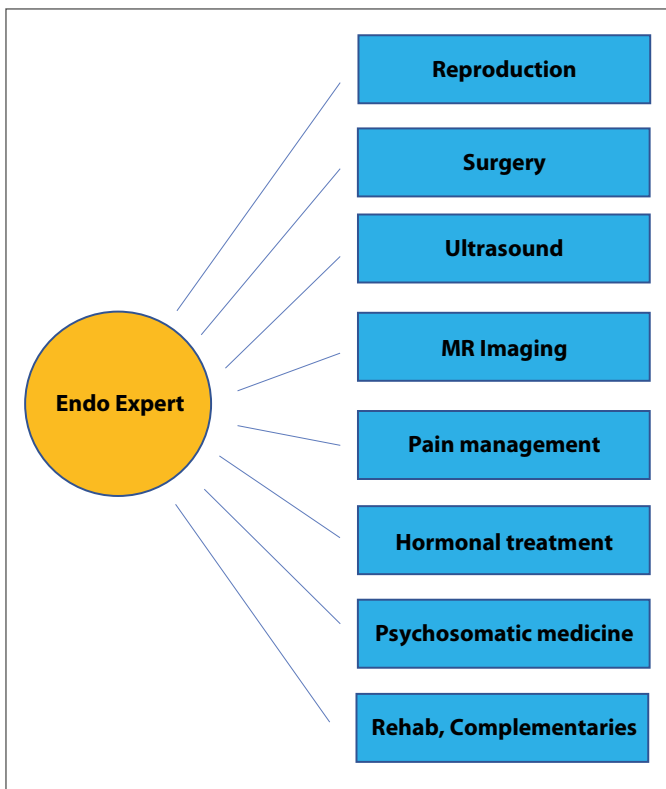 Reproduction
Surgery
Ultrasound
MR Imaging
Endo Expert
Pain management
Hormonal treatment
Psychosomatic medicine
Rehab, Complementaries